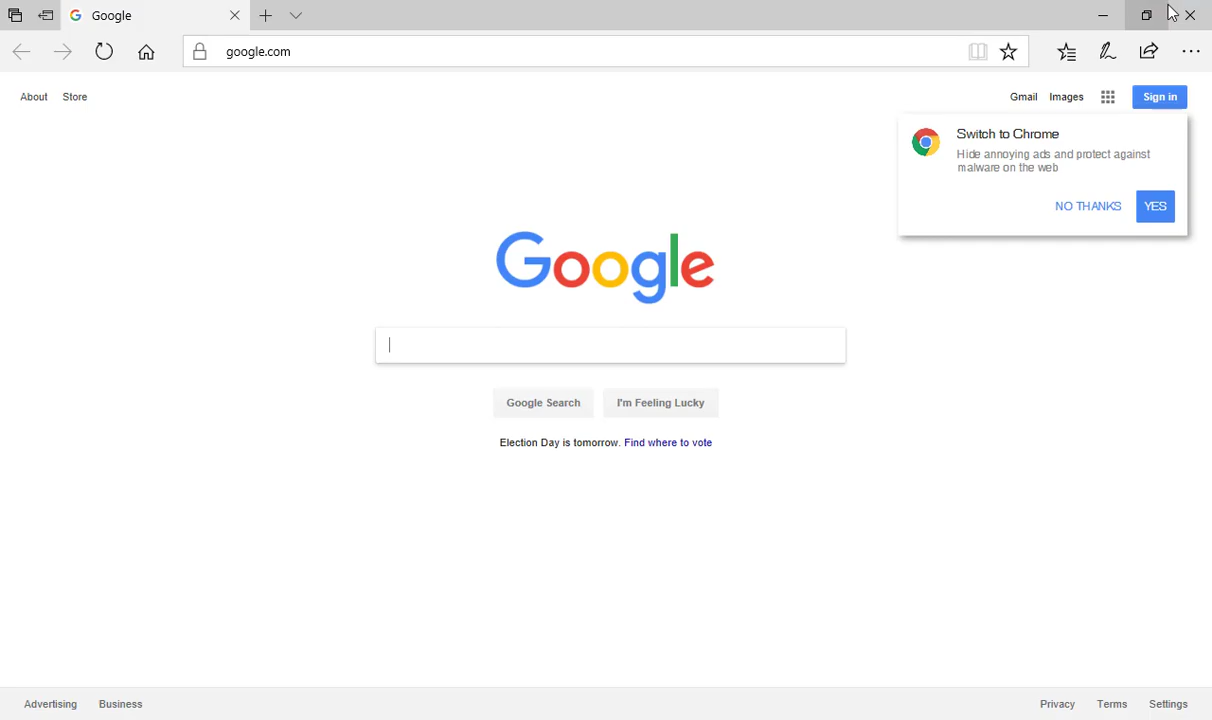 Google
google.com
About Store Gmail Images Sign in
Switch to Chrome
Hide annoying ads and protect against
malware on the web
NO THANKS YES
Google
Google Search I'm Feeling Lucky
Election Day is tomorrow. Find where to vote
Advertising Business Privacy Terms Settings